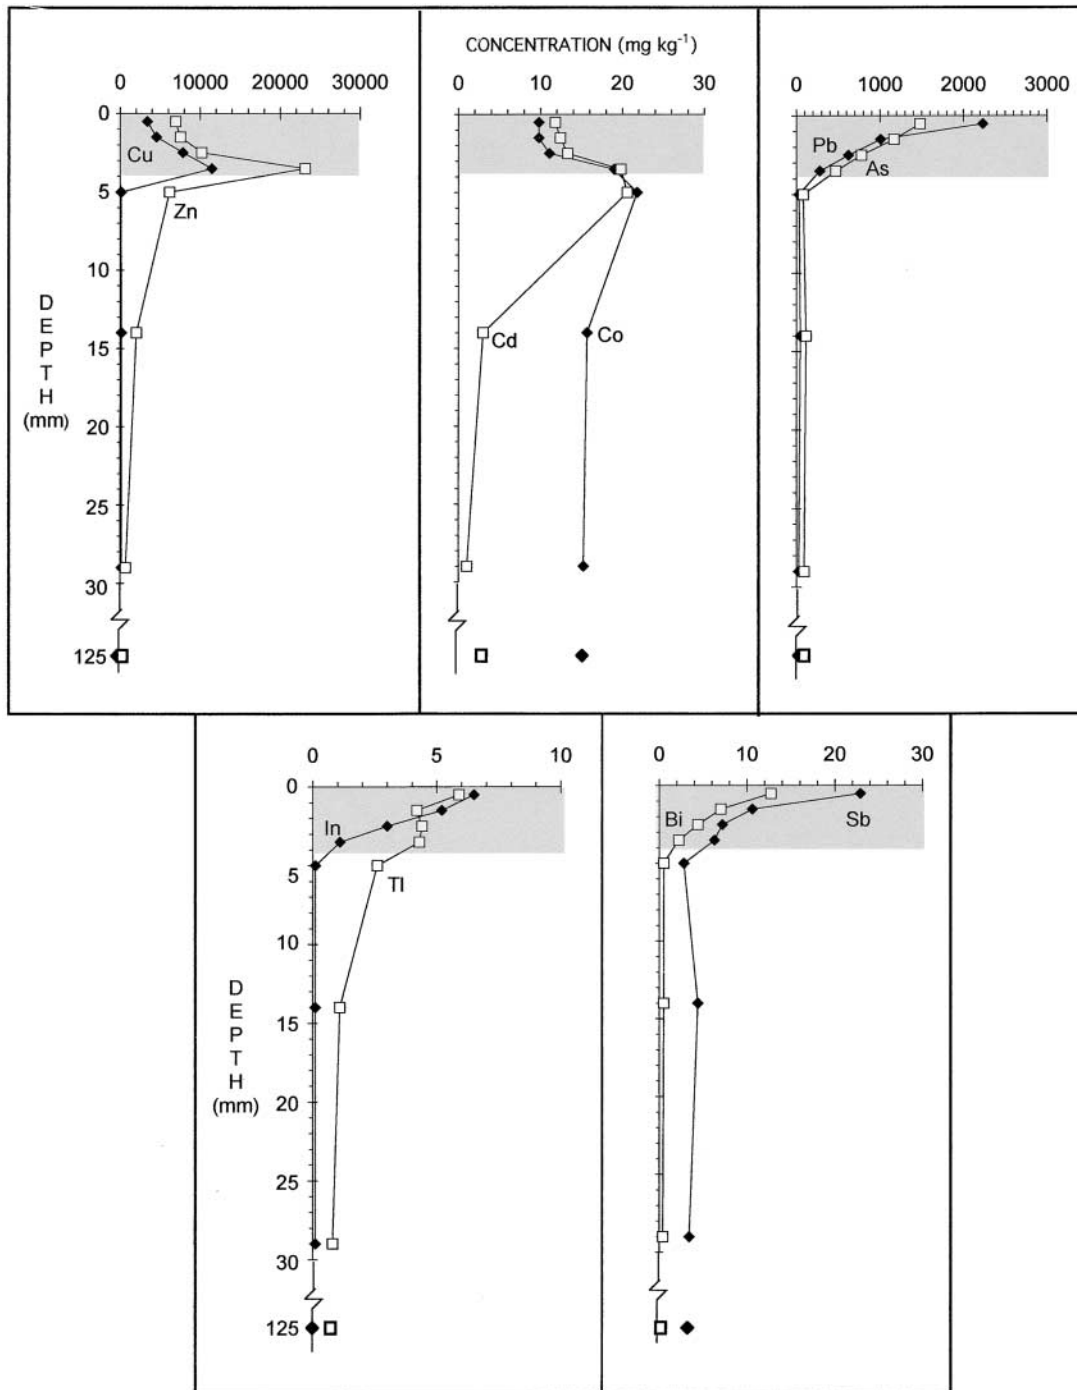 CONCENTRATION (mg kg⁻¹)
0 10000 20000 30000
0 10 20 30
0 1000 2000 3000
0
Cu
Pb
As
5
Zn
10
D
E
P
T
H
(mm)
Cd
Co
15
20
25
30
125
0 5 10
0 10 20 30
0
In
Bi
Sb
5
Tl
10
D
E
P
T
H
(mm)
15
20
25
30
125